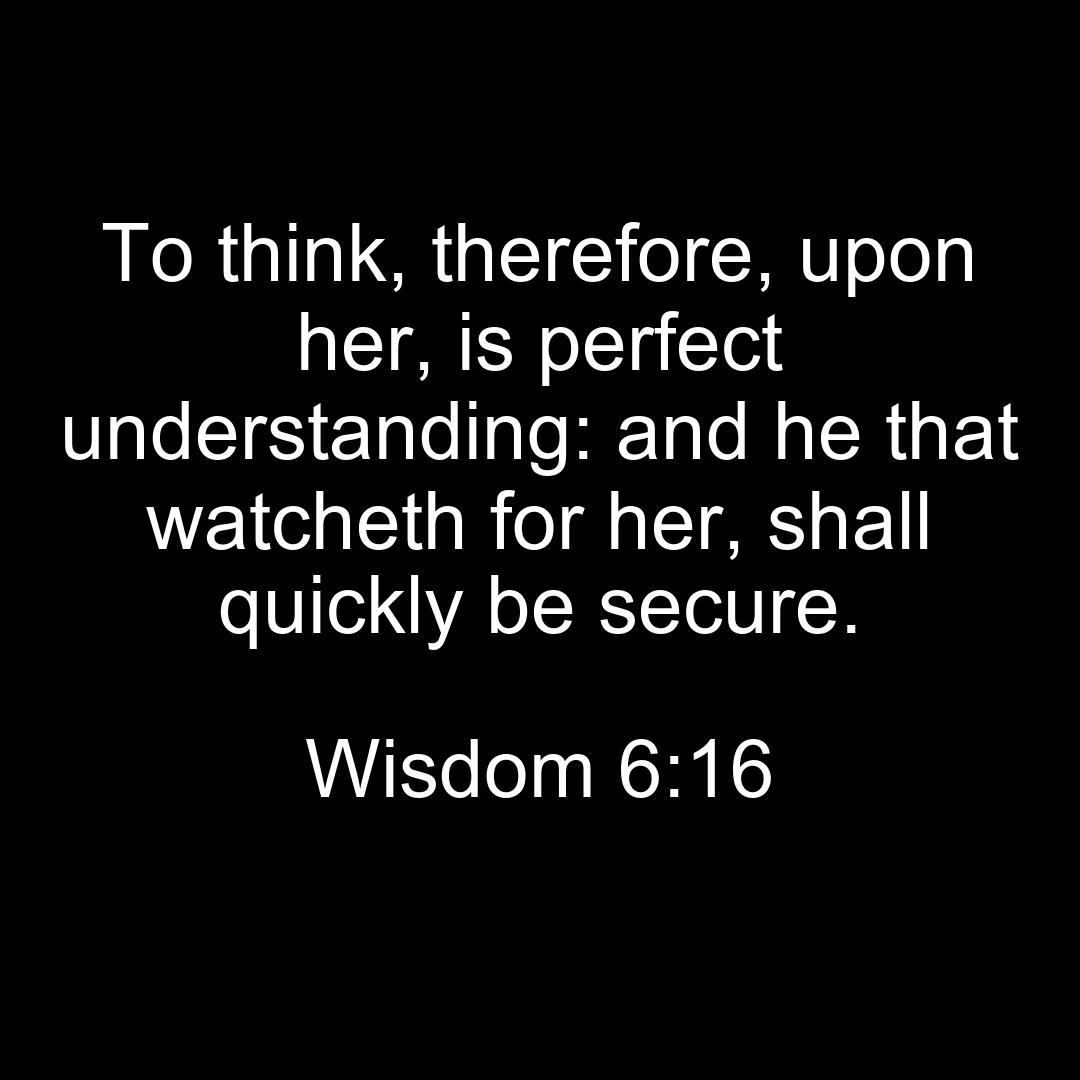 To think, therefore, upon
her, is perfect
understanding: and he that
watcheth for her, shall
quickly be secure.
Wisdom 6:16